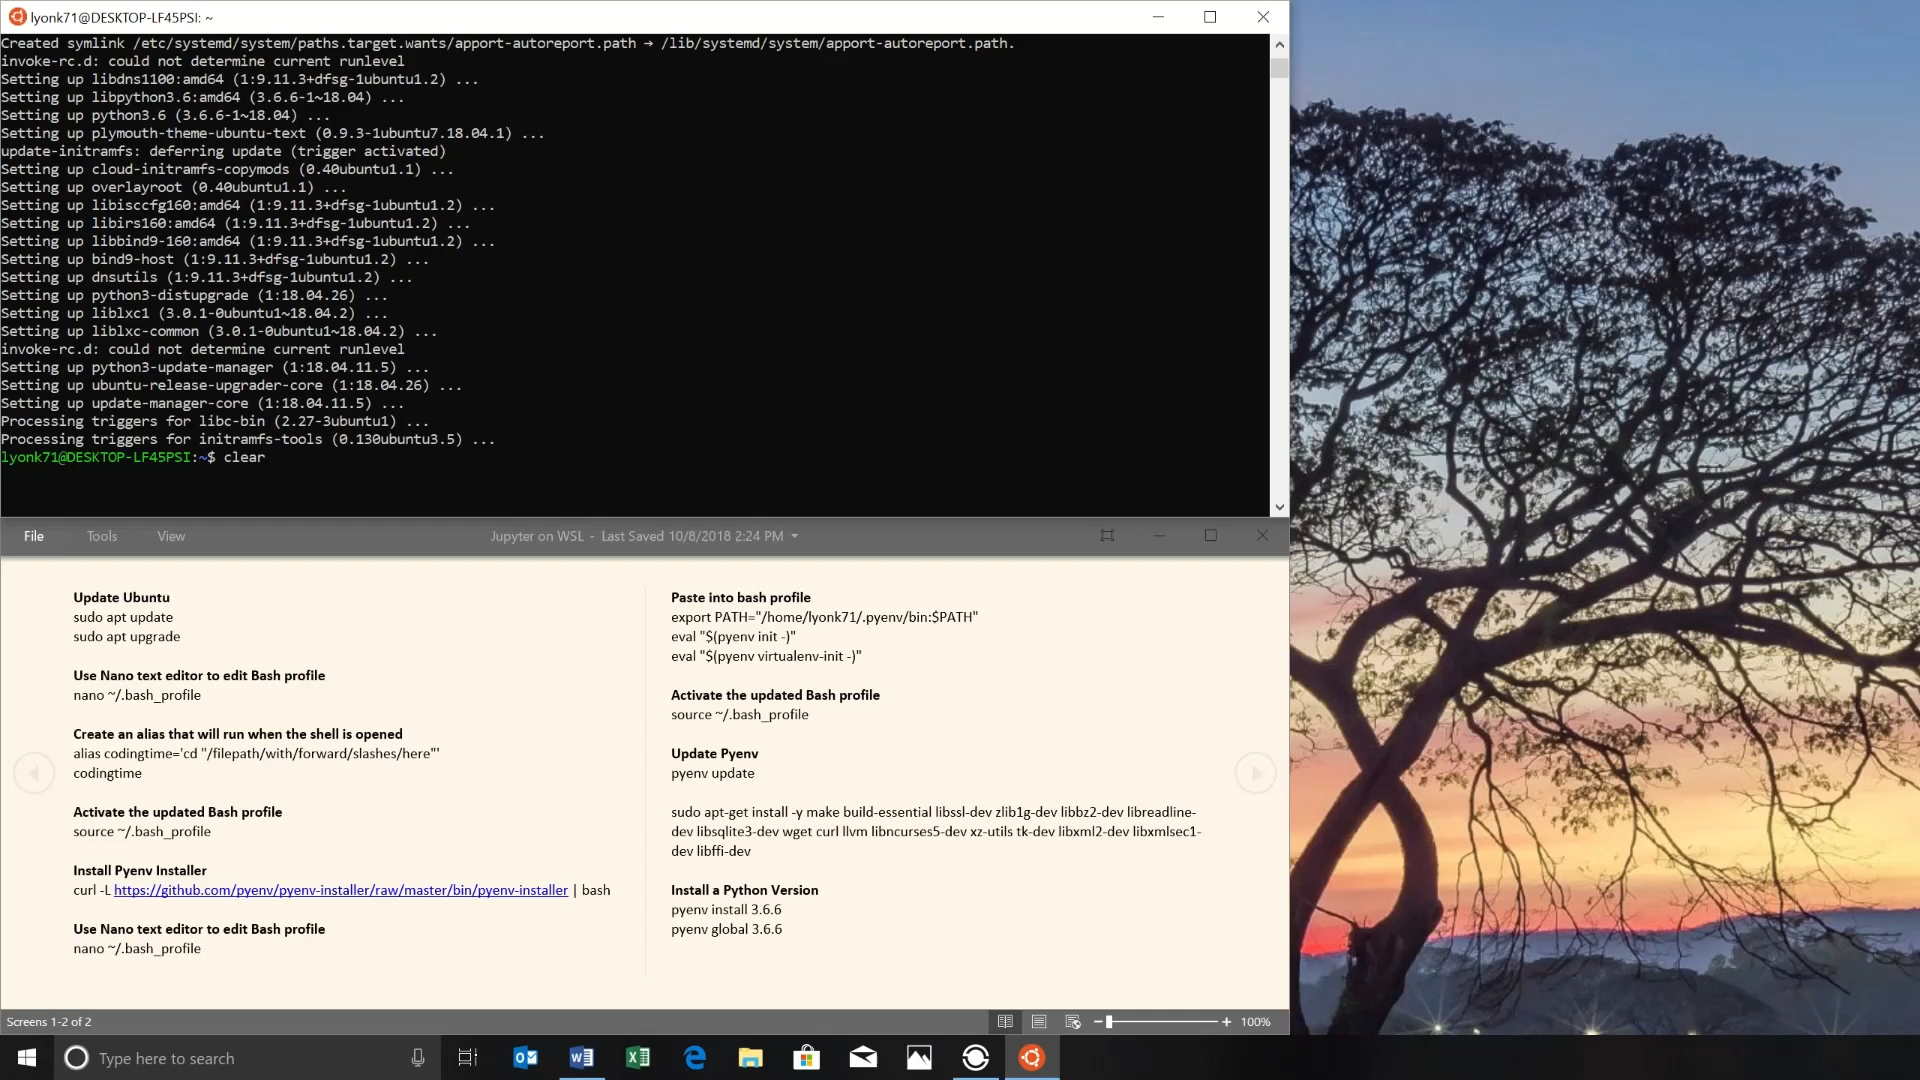 lyonk71@DESKTOP-LF45PSI: ~
Created symlink /etc/systemd/system/paths.target.wants/apport-autoreport.path → /lib/systemd/system/apport-autoreport.path.
invoke-rc.d: could not determine current runlevel
Setting up libdns1100:amd64 (1:9.11.3+dfsg-1ubuntu1.2) ...
Setting up libpython3.6:amd64 (3.6.6-1~18.04) ...
Setting up python3.6 (3.6.6-1~18.04) ...
Setting up plymouth-theme-ubuntu-text (0.9.3-1ubuntu7.18.04.1) ...
update-initramfs: deferring update (trigger activated)
Setting up cloud-initramfs-copymods (0.40ubuntu1.1) ...
Setting up overlayroot (0.40ubuntu1.1) ...
Setting up libisccfg160:amd64 (1:9.11.3+dfsg-1ubuntu1.2) ...
Setting up libirs160:amd64 (1:9.11.3+dfsg-1ubuntu1.2) ...
Setting up libbind9-160:amd64 (1:9.11.3+dfsg-1ubuntu1.2) ...
Setting up bind9-host (1:9.11.3+dfsg-1ubuntu1.2) ...
Setting up dnsutils (1:9.11.3+dfsg-1ubuntu1.2) ...
Setting up python3-distupgrade (1:18.04.26) ...
Setting up liblxc1 (3.0.1-0ubuntu1~18.04.2) ...
Setting up liblxc-common (3.0.1-0ubuntu1~18.04.2) ...
invoke-rc.d: could not determine current runlevel
Setting up python3-update-manager (1:18.04.11.5) ...
Setting up ubuntu-release-upgrader-core (1:18.04.26) ...
Setting up update-manager-core (1:18.04.11.5) ...
Processing triggers for libc-bin (2.27-3ubuntu1) ...
Processing triggers for initramfs-tools (0.130ubuntu3.5) ...
lyonk71@DESKTOP-LF45PSI:~$ clear
File Tools View Jupyter on WSL - Last Saved 10/8/2018 2:24 PM
Update Ubuntu
sudo apt update
sudo apt upgrade
Use Nano text editor to edit Bash profile
nano ~/.bash_profile
Create an alias that will run when the shell is opened
alias codingtime='cd "/filepath/with/forward/slashes/here"'
codingtime
Activate the updated Bash profile
source ~/.bash_profile
Install Pyenv Installer
curl -L https://github.com/pyenv/pyenv-installer/raw/master/bin/pyenv-installer | bash
Use Nano text editor to edit Bash profile
nano ~/.bash_profile
Paste into bash profile
export PATH="/home/lyonk71/.pyenv/bin:$PATH"
eval "$(pyenv init -)"
eval "$(pyenv virtualenv-init -)"
Activate the updated Bash profile
source ~/.bash_profile
Update Pyenv
pyenv update
sudo apt-get install -y make build-essential libssl-dev zlib1g-dev libbz2-dev libreadline-
dev libsqlite3-dev wget curl llvm libncurses5-dev xz-utils tk-dev libxml2-dev libxmlsec1-
dev libffi-dev
Install a Python Version
pyenv install 3.6.6
pyenv global 3.6.6
Screens 1-2 of 2
100%
Type here to search